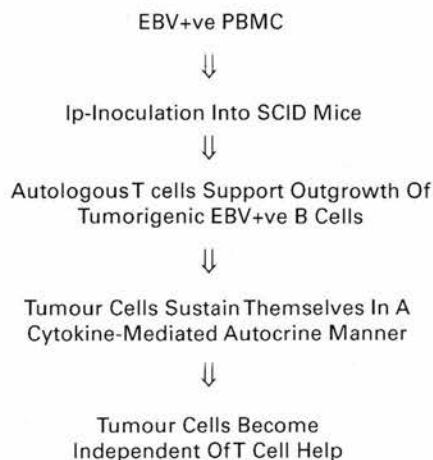 EBV+ve PBMC
⇓
Ip-Inoculation Into SCID Mice
⇓
Autologous T cells Support Outgrowth Of
Tumorigenic EBV+ve B Cells
⇓
Tumour Cells Sustain Themselves In A
Cytokine-Mediated Autocrine Manner
⇓
Tumour Cells Become
Independent Of T Cell Help